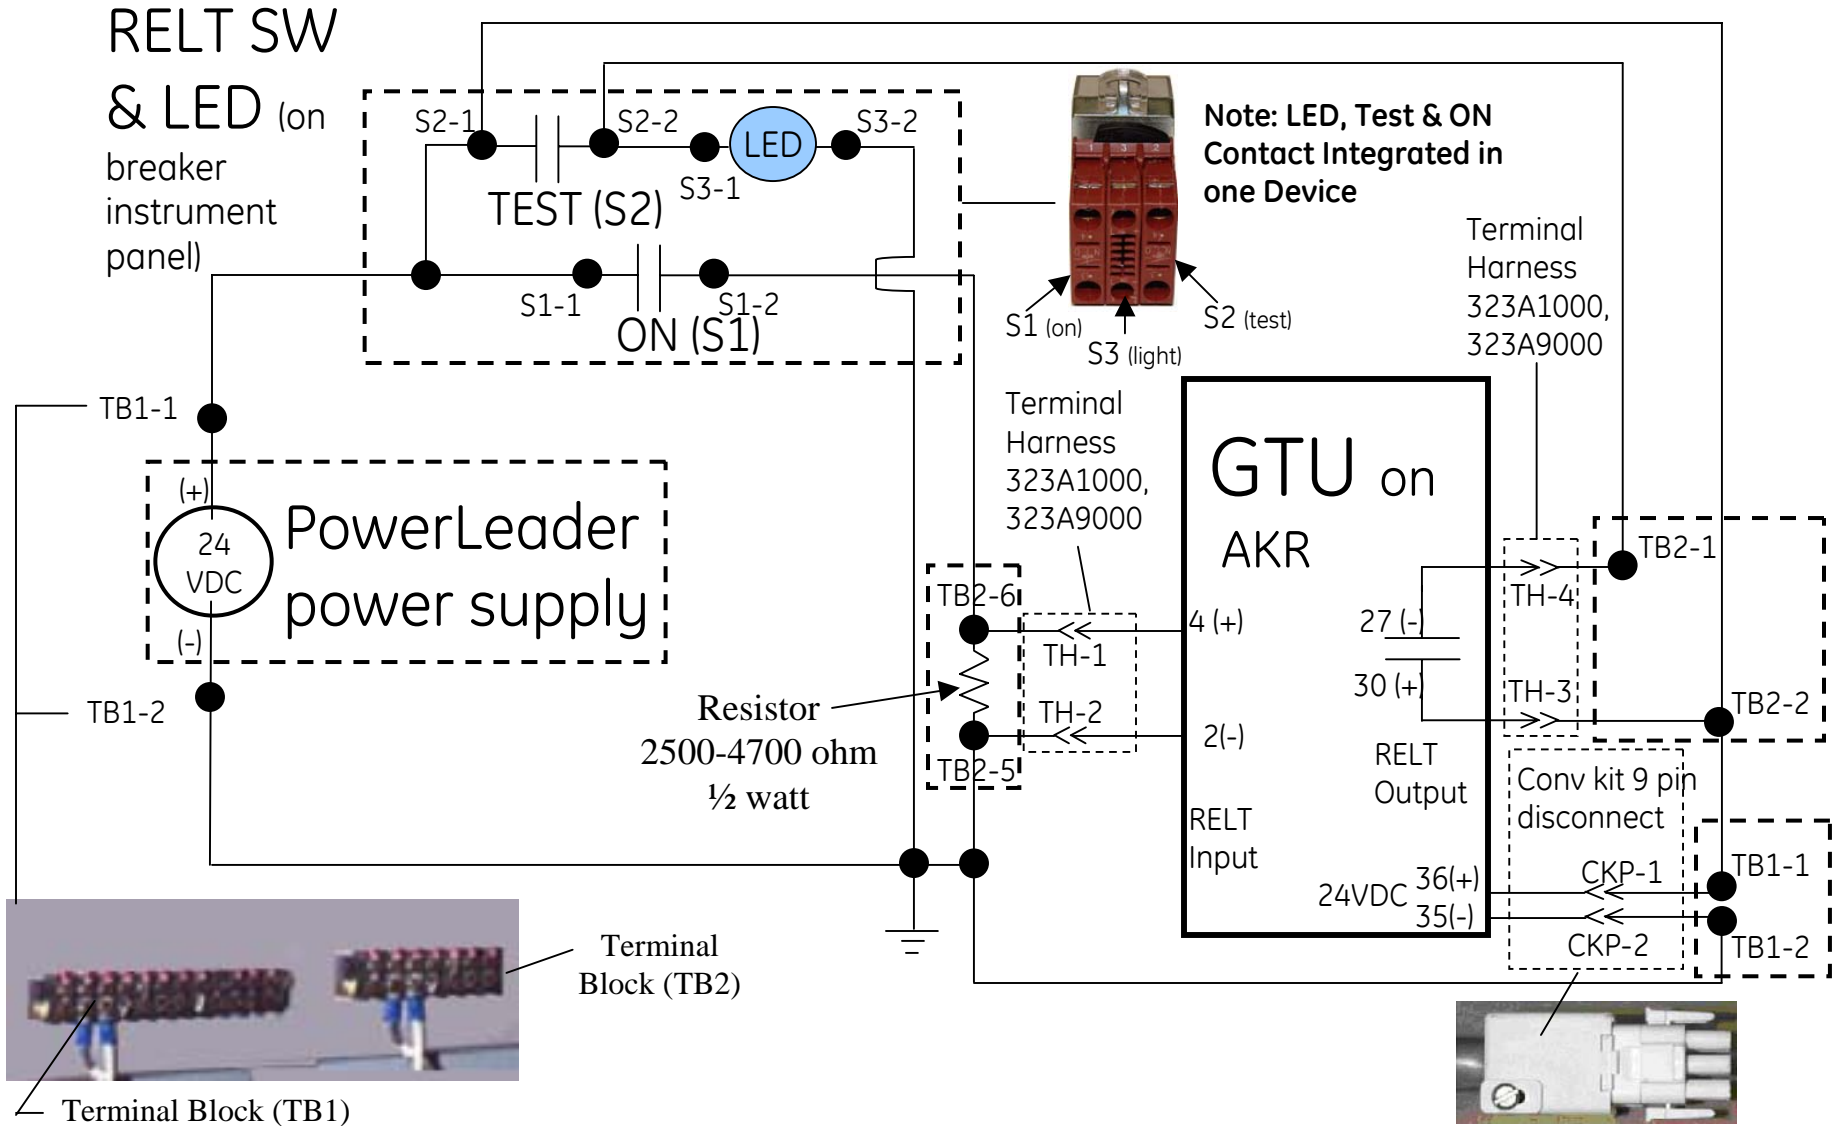 RELT SW
& LED (on
breaker
instrument
panel)
S2-1
S2-2
S3-1
LED
S3-2
TEST (S2)
S1-1
S1-2
ON (S1)
Note: LED, Test & ON
Contact Integrated in
one Device
1
3
2
S1 (on)
S3 (light)
S2 (test)
Terminal
Harness
323A1000,
323A9000
TB1-1
(+)
24
VDC
(-)
PowerLeader
power supply
TB1-2
Terminal
Harness
323A1000,
323A9000
TB2-6
TH-1
TH-2
TB2-5
Resistor
2500-4700 ohm
½ watt
GTU on
AKR
4 (+)
2(-)
RELT
Input
27 (-)
30 (+)
RELT
Output
24VDC
36(+)
35(-)
TH-4
TH-3
TB2-1
TB2-2
Conv kit 9 pin
disconnect
CKP-1
CKP-2
TB1-1
TB1-2
Terminal
Block (TB2)
Terminal Block (TB1)